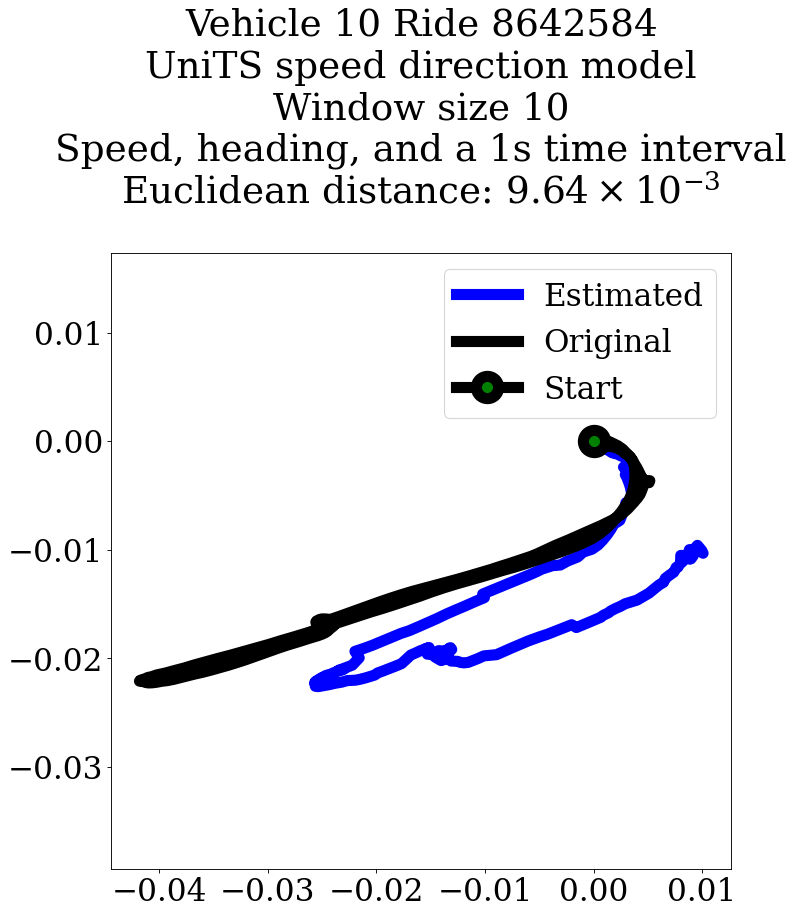 Vehicle 10 Ride 8642584
UniTS speed direction model
Window size 10
Speed, heading, and a 1s time interval
Euclidean distance: 9.64 × 10⁻³
Estimated
Original
Start
0.01
0.00
−0.01
−0.02
−0.03
−0.04 −0.03 −0.02 −0.01 0.00 0.01